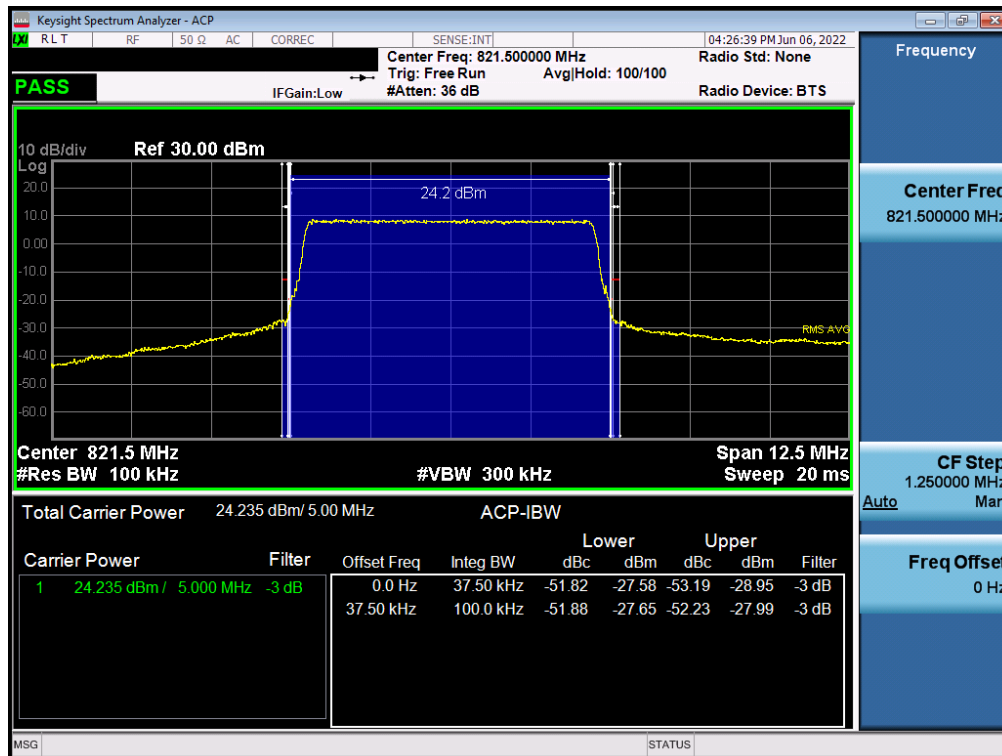 Keysight Spectrum Analyzer - ACP
LXI RLT RF 50 Ω AC CORREC SENSE:INT 04:26:39 PM Jun 06, 2022
Center Freq: 821.500000 MHz Radio Std: None
Trig: Free Run Avg|Hold: 100/100
PASS IFGain:Low #Atten: 36 dB Radio Device: BTS
Frequency
10 dB/div Ref 30.00 dBm
Log
20.0
10.0
0.00
-10.0
-20.0
-30.0
-40.0
-50.0
-60.0
24.2 dBm
RMS AVG
Center 821.5 MHz Span 12.5 MHz
#Res BW 100 kHz #VBW 300 kHz Sweep 20 ms
Center Freq
821.500000 MHz
CF Step
1.250000 MHz
Auto Man
Freq Offset
0 Hz
Total Carrier Power 24.235 dBm/ 5.00 MHz ACP-IBW
Lower Upper
Carrier Power Filter Offset Freq Integ BW dBc dBm dBc dBm Filter
1 24.235 dBm / 5.000 MHz -3 dB 0.0 Hz 37.50 kHz -51.82 -27.58 -53.19 -28.95 -3 dB
37.50 kHz 100.0 kHz -51.88 -27.65 -52.23 -27.99 -3 dB
MSG STATUS